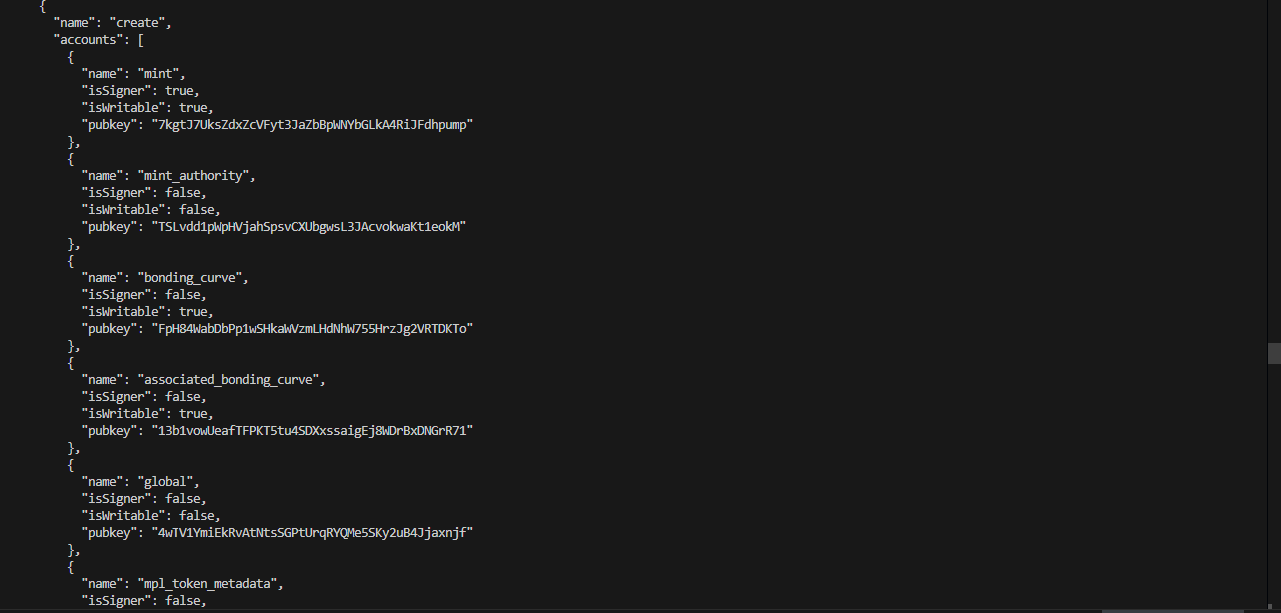 {
"name": "create",
"accounts": [
{
"name": "mint",
"isSigner": true,
"isWritable": true,
"pubkey": "7kgtJ7UksZdxZcVFyt3JaZbBpWNYbGLkA4RiJFdhpump"
},
{
"name": "mint_authority",
"isSigner": false,
"isWritable": false,
"pubkey": "TSLvdd1pWpHVjahSpsvCXUbgwsL3JAcvokwaKt1eokM"
},
{
"name": "bonding_curve",
"isSigner": false,
"isWritable": true,
"pubkey": "FpH84WabDbPp1wSHkaWVzmLHdNhW755HrzJg2VRTDKTo"
},
{
"name": "associated_bonding_curve",
"isSigner": false,
"isWritable": true,
"pubkey": "13b1vowUeafTFPKT5tu4SDXxssaigEj8WDrBxDNGrR71"
},
{
"name": "global",
"isSigner": false,
"isWritable": false,
"pubkey": "4wTV1YmiEkRvAtNtsSGPtUrqRYQMe5SKy2uB4Jjaxnjf"
},
{
"name": "mpl_token_metadata",
"isSigner": false,